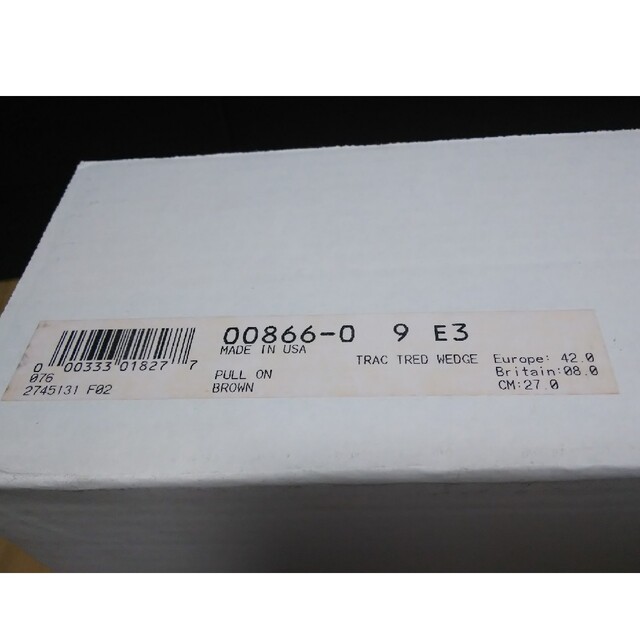 00866-0 9 E3
MADE IN USA
TRAC TRED WEDGE
Europe: 42.0
Britain:08.0
CM:27.0
PULL ON
BROWN
0 00333 01827 7
076
2745131 F02